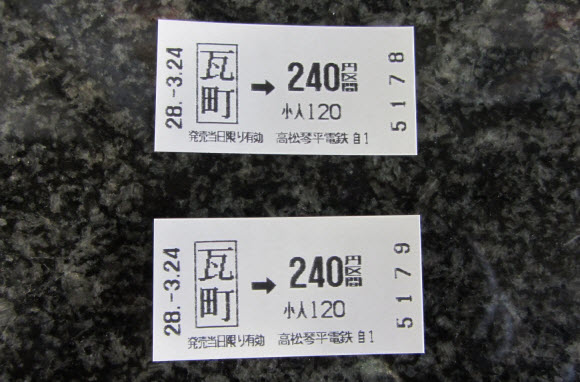 28.-3.24
瓦町
→ 240円区間
小人120
発売当日限り有効 高松琴平電鉄 自1
5178
28.-3.24
瓦町
→ 240円区間
小人120
発売当日限り有効 高松琴平電鉄 自1
5179